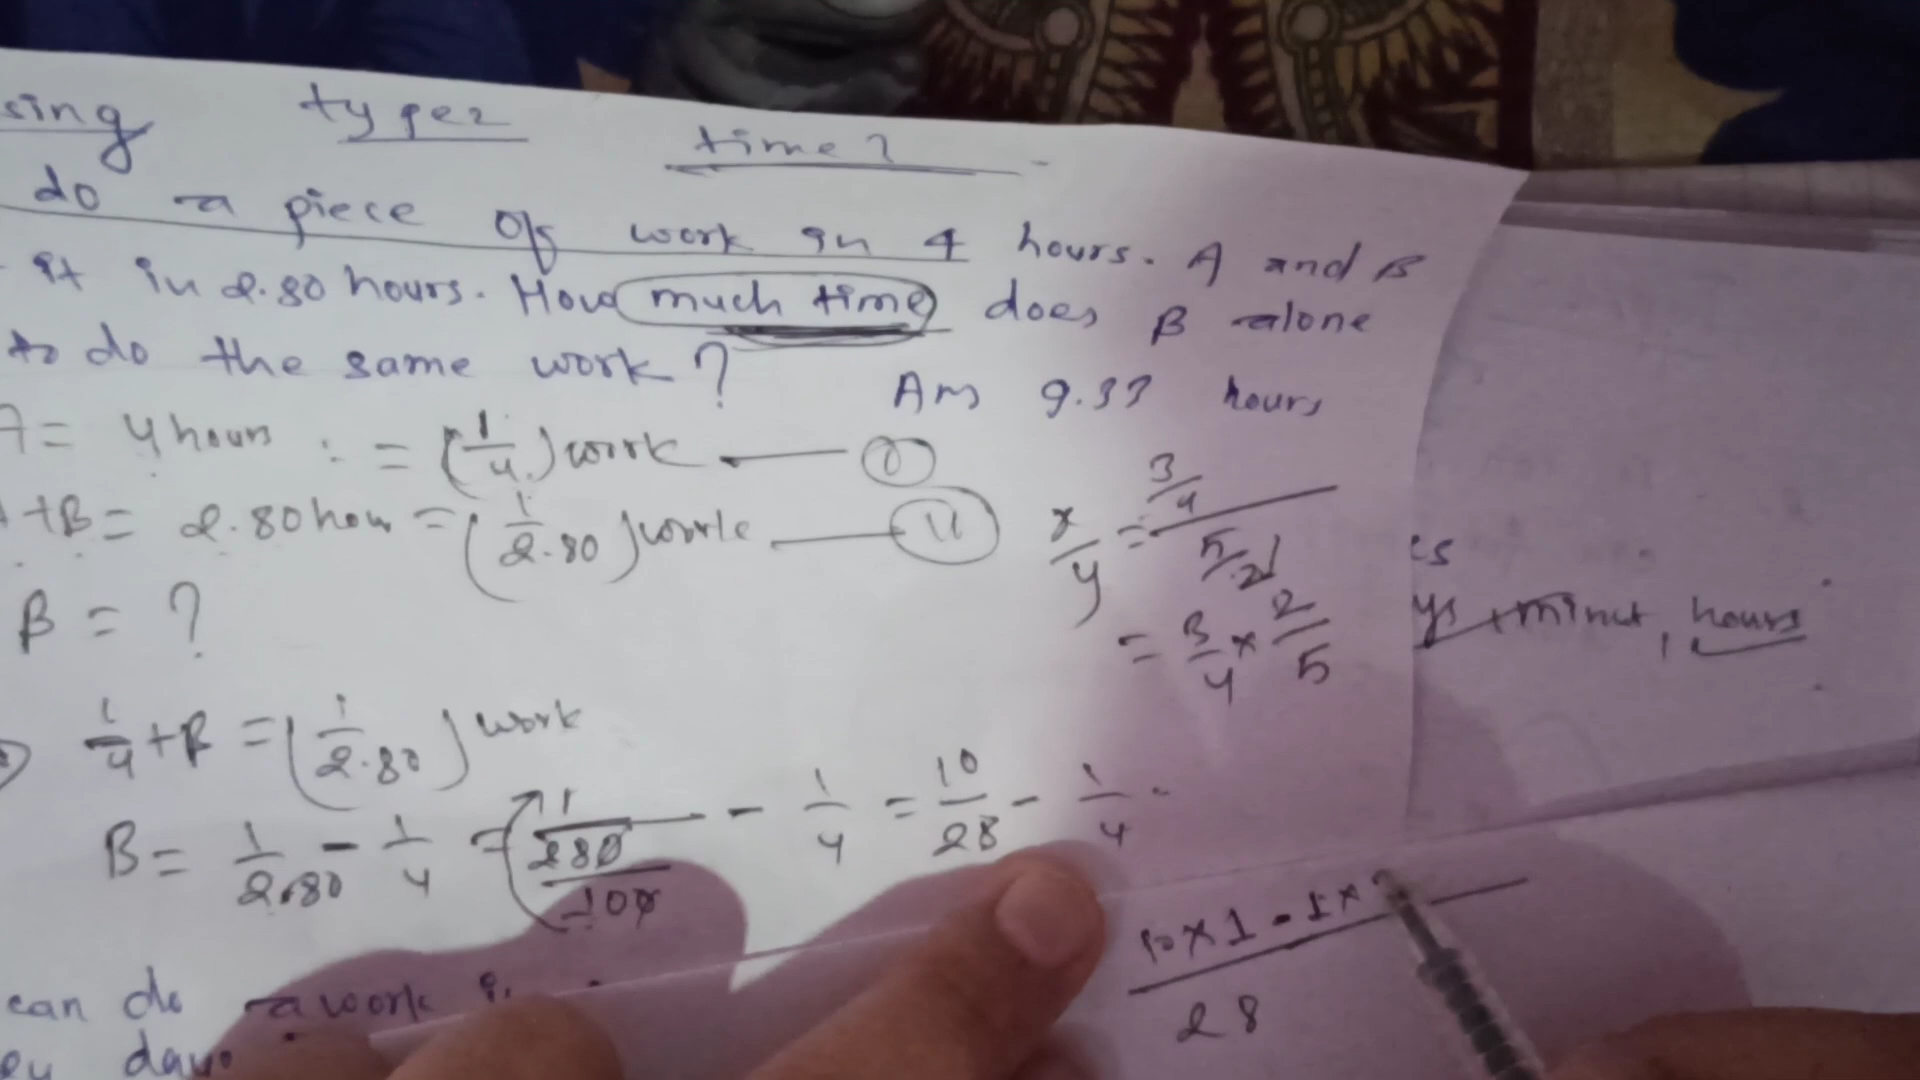 sing type2 time?
do a piece of work in 4 hours. A and B
it in 2.80 hours. How much time does B alone
to do the same work?
Ans 9.33 hours
A = 4 hours = (1/4) work — (I)
A+B = 2.80 hour = (1/2.80) work — (II)
B = ?
x/y = 3/4 / 5/2
= 3/4 × 2/5
ys minut, hours
1/4 + B = (1/2.80) work
B = 1/2.80 - 1/4 = 1/(280/100) - 1/4 = 10/28 - 1/4
10×1 - 1×
28
can do a work
day